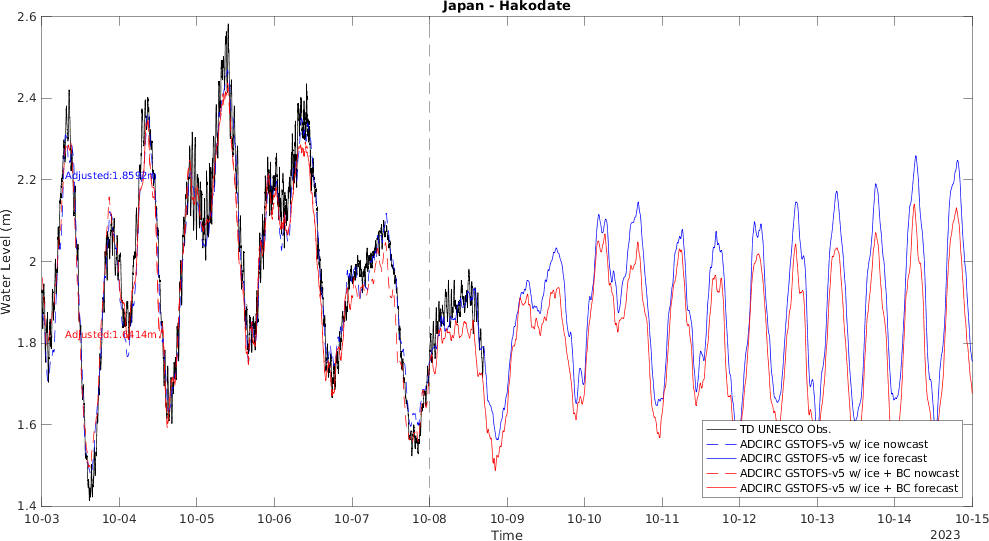 Japan - Hakodate
Water Level (m)
2.6
2.4
2.2
2
1.8
1.6
1.4
Adjusted:1.8592m
Adjusted:1.6414m
TD UNESCO Obs.
ADCIRC GSTOFS-v5 w/ ice nowcast
ADCIRC GSTOFS-v5 w/ ice forecast
ADCIRC GSTOFS-v5 w/ ice + BC nowcast
ADCIRC GSTOFS-v5 w/ ice + BC forecast
10-03 10-04 10-05 10-06 10-07 10-08 10-09 10-10 10-11 10-12 10-13 10-14 10-15
Time
2023